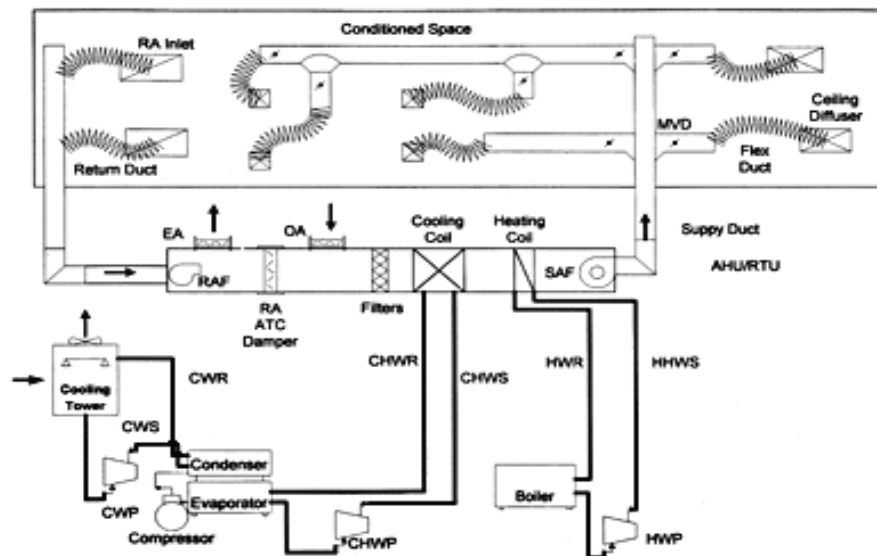 Conditioned Space
RA Inlet
Ceiling
Diffuser
MVD
Return Duct
Flex
Duct
EA
OA
Cooling
Coil
Heating
Coil
Suppy Duct
AHU/RTU
RAF
SAF
RA
ATC
Damper
Filters
CWR
CHWR
CHWS
HWR
HHWS
Cooling
Tower
CWS
Condenser
Evaporator
Boiler
CWP
Compressor
CHWP
HWP